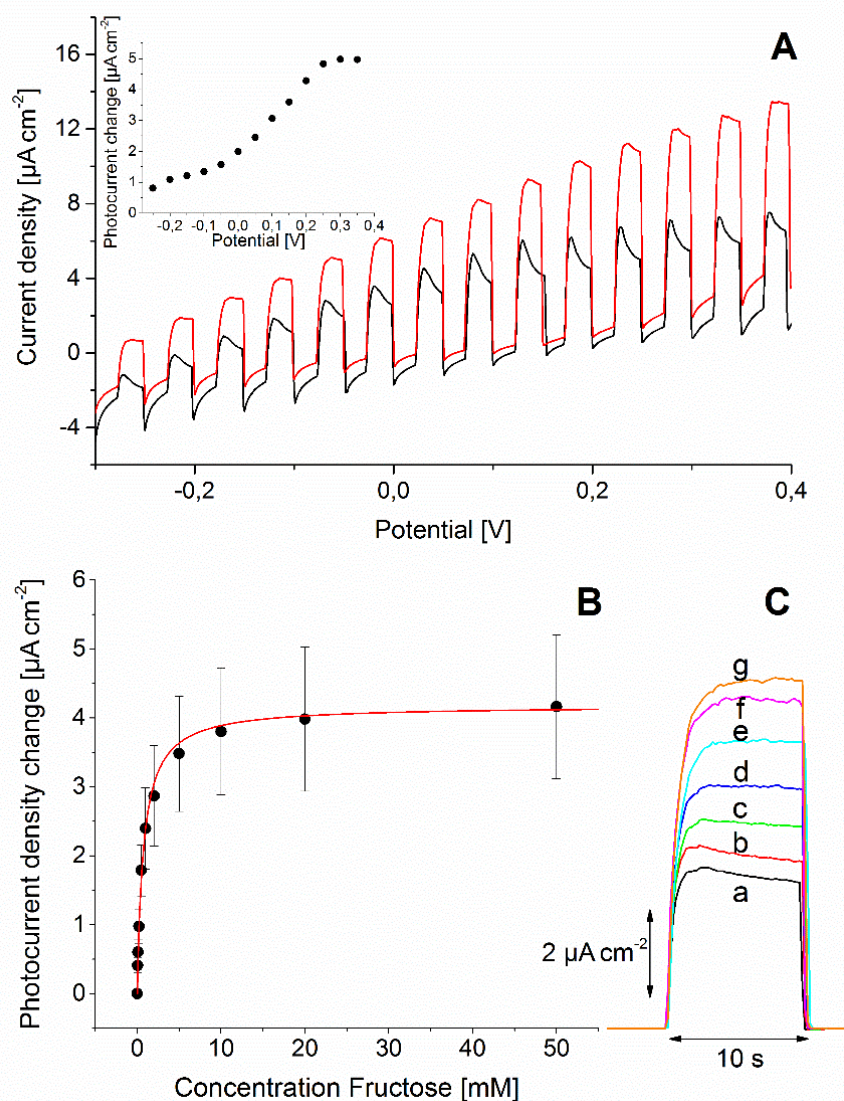 A
Current density [µA cm-2]
16
12
8
4
0
-4
-0,2
0,0
0,2
0,4
Potential [V]
Photocurrent change [µA cm-2]
5
4
3
2
1
0
-0,2
-0,1
0,0
0,1
0,2
0,3
0,4
Potential [V]
B
Photocurrent density change [µA cm-2]
6
5
4
3
2
1
0
0
10
20
30
40
50
Concentration Fructose [mM]
C
g
f
e
d
c
b
a
2 µA cm-2
10 s